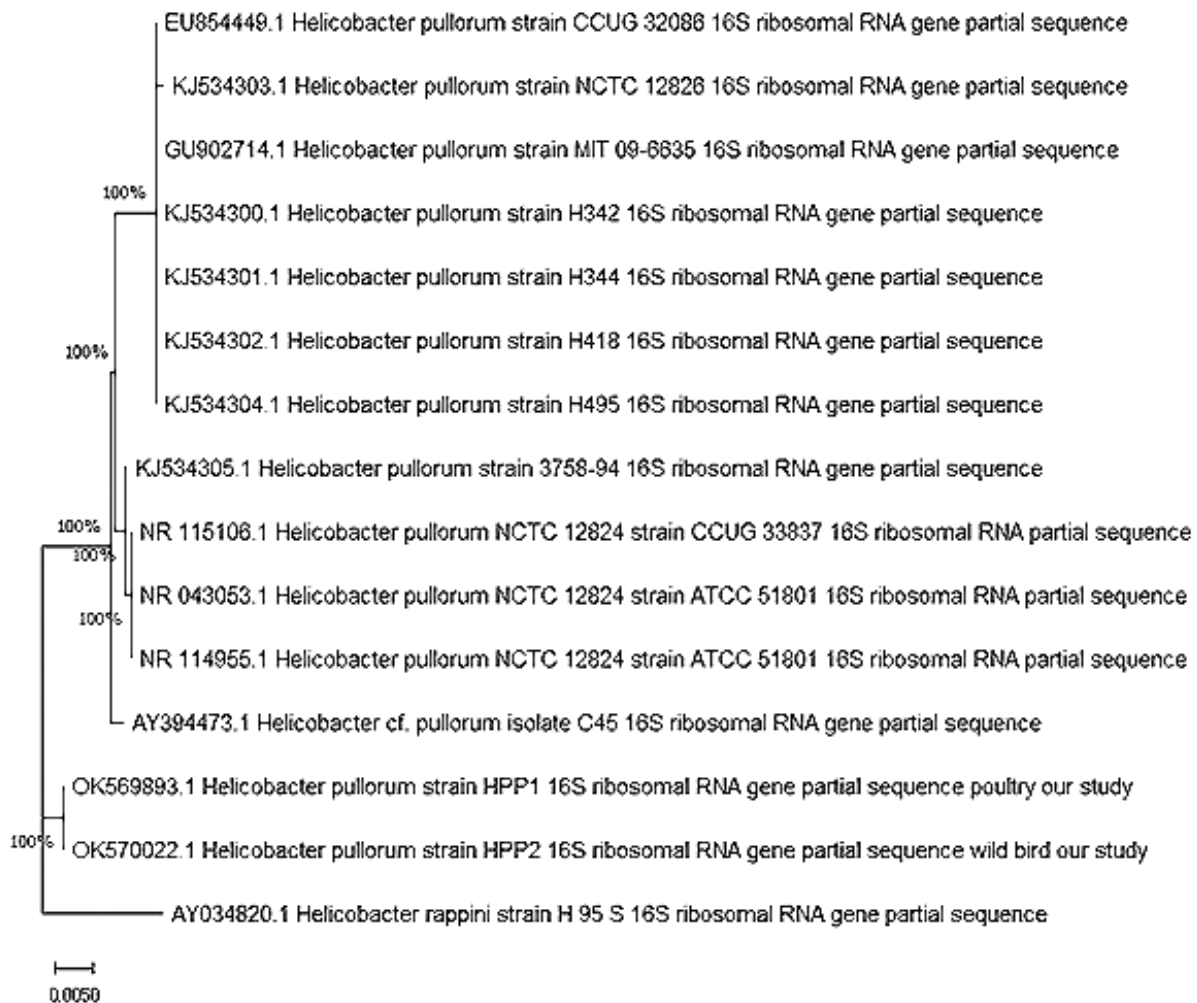 EU854449.1 Helicobacter pullorum strain CCUG 32086 16S ribosomal RNA gene partial sequence
KJ534303.1 Helicobacter pullorum strain NCTC 12826 16S ribosomal RNA gene partial sequence
GU902714.1 Helicobacter pullorum strain MIT 09-6635 16S ribosomal RNA gene partial sequence
100%
KJ534300.1 Helicobacter pullorum strain H342 16S ribosomal RNA gene partial sequence
KJ534301.1 Helicobacter pullorum strain H344 16S ribosomal RNA gene partial sequence
100%
KJ534302.1 Helicobacter pullorum strain H418 16S ribosomal RNA gene partial sequence
KJ534304.1 Helicobacter pullorum strain H495 16S ribosomal RNA gene partial sequence
KJ534305.1 Helicobacter pullorum strain 3758-94 16S ribosomal RNA gene partial sequence
100%
NR 115106.1 Helicobacter pullorum NCTC 12824 strain CCUG 33837 16S ribosomal RNA partial sequence
100%
NR 043053.1 Helicobacter pullorum NCTC 12824 strain ATCC 51801 16S ribosomal RNA partial sequence
100%
NR 114955.1 Helicobacter pullorum NCTC 12824 strain ATCC 51801 16S ribosomal RNA partial sequence
AY394473.1 Helicobacter cf. pullorum isolate C45 16S ribosomal RNA gene partial sequence
OK569893.1 Helicobacter pullorum strain HPP1 16S ribosomal RNA gene partial sequence poultry our study
100%
OK570022.1 Helicobacter pullorum strain HPP2 16S ribosomal RNA gene partial sequence wild bird our study
AY034820.1 Helicobacter rappini strain H 95 S 16S ribosomal RNA gene partial sequence
0.0050